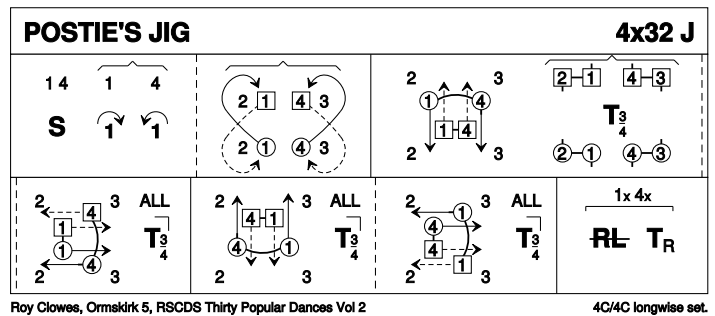 POSTIE'S JIG 4x32 J
1 4 1 4
S 1 1
2 1 4 3
2 1 4 3
2 3
1 4
1 4
2 3
2 1 4 3
T 3/4
2 1 4 3
2 3 ALL
4
1
1
4
T 3/4
2 3
2 3 ALL
4 1
4 1
T 3/4
2 3
2 3 ALL
1
4
4
1
T 3/4
2 3
1x 4x
RL TR
Roy Clowes, Ormskirk 5, RSCDS Thirty Popular Dances Vol 2 4C/4C longwise set.